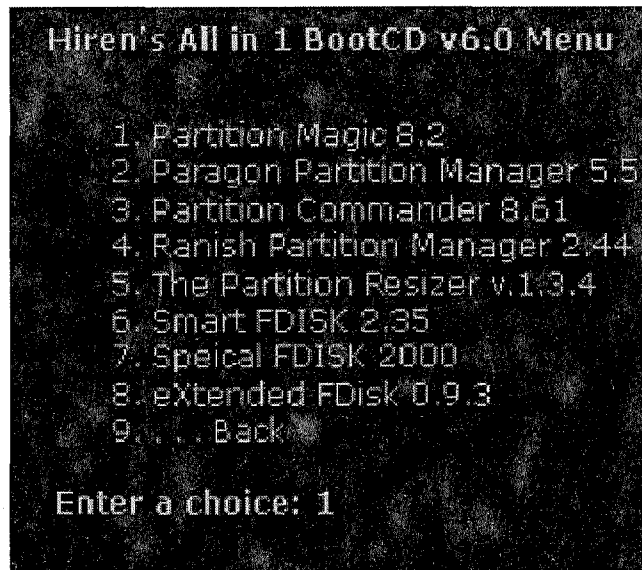 Hiren's All in 1 BootCD v6.0 Menu
1. Partition Magic 8.2
2. Paragon Partition Manager 5.5
3. Partition Commander 8.61
4. Ranish Partition Manager 2.44
5. The Partition Resizer v.1.3.4
6. Smart FDISK 2.35
7. Speical FDISK 2000
8. eXtended FDisk 0.9.3
9. . . . Back
Enter a choice: 1